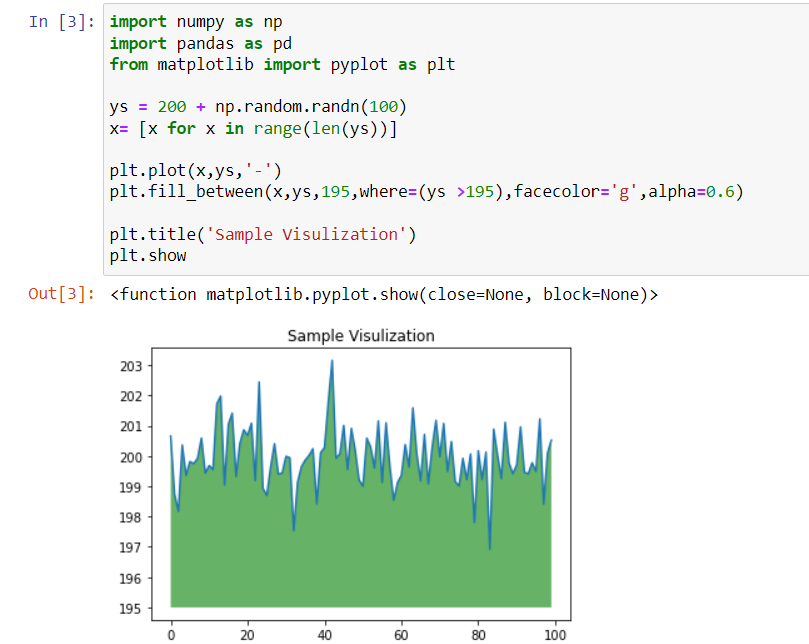 In [3]: import numpy as np
import pandas as pd
from matplotlib import pyplot as plt
ys = 200 + np.random.randn(100)
x= [x for x in range(len(ys))]
plt.plot(x,ys,'-')
plt.fill_between(x,ys,195,where=(ys >195),facecolor='g',alpha=0.6)
plt.title('Sample Visulization')
plt.show
Out[3]: <function matplotlib.pyplot.show(close=None, block=None)>
Sample Visulization
203
202
201
200
199
198
197
196
195
0 20 40 60 80 100